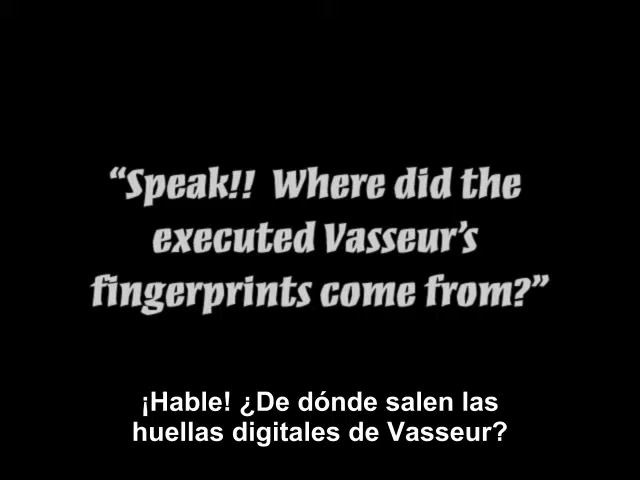 “Speak!! Where did the
executed Vasseur’s
fingerprints come from?”
¡Hable! ¿De dónde salen las
huellas digitales de Vasseur?